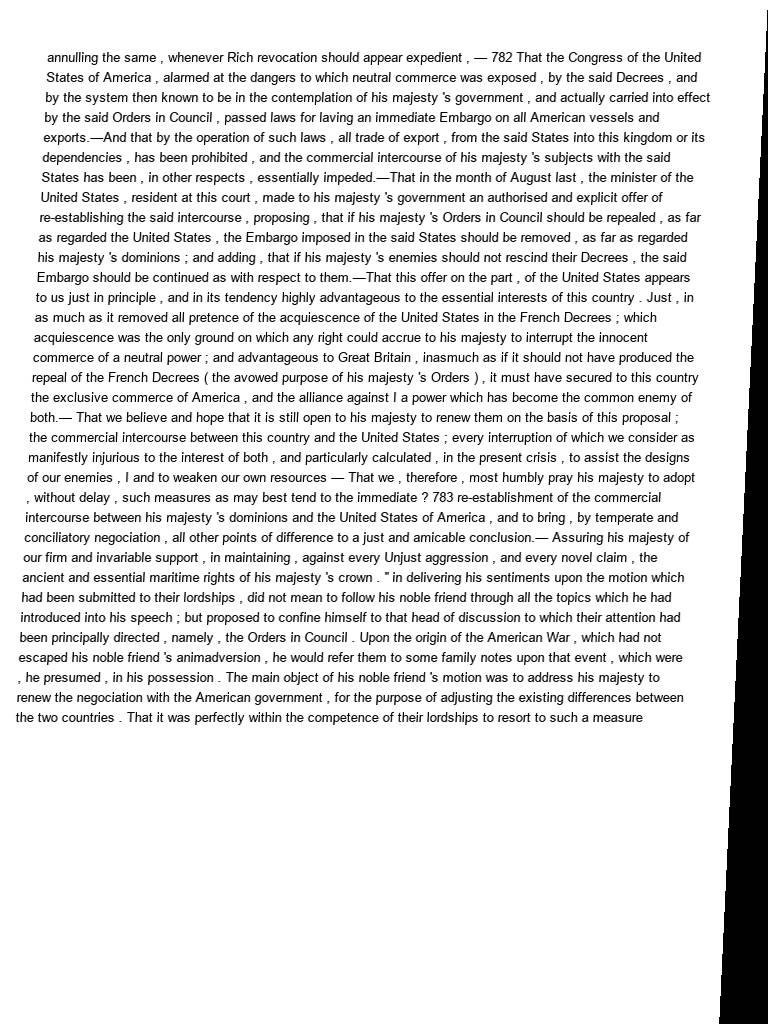 annulling the same , whenever Rich revocation should appear expedient , — 782 That the Congress of the United
States of America , alarmed at the dangers to which neutral commerce was exposed , by the said Decrees , and
by the system then known to be in the contemplation of his majesty 's government , and actually carried into effect
by the said Orders in Council , passed laws for laving an immediate Embargo on all American vessels and
exports.—And that by the operation of such laws , all trade of export , from the said States into this kingdom or its
dependencies , has been prohibited , and the commercial intercourse of his majesty 's subjects with the said
States has been , in other respects , essentially impeded.—That in the month of August last , the minister of the
United States , resident at this court , made to his majesty 's government an authorised and explicit offer of
re-establishing the said intercourse , proposing , that if his majesty 's Orders in Council should be repealed , as far
as regarded the United States , the Embargo imposed in the said States should be removed , as far as regarded
his majesty 's dominions ; and adding , that if his majesty 's enemies should not rescind their Decrees , the said
Embargo should be continued as with respect to them.—That this offer on the part , of the United States appears
to us just in principle , and in its tendency highly advantageous to the essential interests of this country . Just , in
as much as it removed all pretence of the acquiescence of the United States in the French Decrees ; which
acquiescence was the only ground on which any right could accrue to his majesty to interrupt the innocent
commerce of a neutral power ; and advantageous to Great Britain , inasmuch as if it should not have produced the
repeal of the French Decrees ( the avowed purpose of his majesty 's Orders ) , it must have secured to this country
the exclusive commerce of America , and the alliance against I a power which has become the common enemy of
both.— That we believe and hope that it is still open to his majesty to renew them on the basis of this proposal ;
the commercial intercourse between this country and the United States ; every interruption of which we consider as
manifestly injurious to the interest of both , and particularly calculated , in the present crisis , to assist the designs
of our enemies , I and to weaken our own resources — That we , therefore , most humbly pray his majesty to adopt
, without delay , such measures as may best tend to the immediate ? 783 re-establishment of the commercial
intercourse between his majesty 's dominions and the United States of America , and to bring , by temperate and
conciliatory negociation , all other points of difference to a just and amicable conclusion.— Assuring his majesty of
our firm and invariable support , in maintaining , against every Unjust aggression , and every novel claim , the
ancient and essential maritime rights of his majesty 's crown . " in delivering his sentiments upon the motion which
had been submitted to their lordships , did not mean to follow his noble friend through all the topics which he had
introduced into his speech ; but proposed to confine himself to that head of discussion to which their attention had
been principally directed , namely , the Orders in Council . Upon the origin of the American War , which had not
escaped his noble friend 's animadversion , he would refer them to some family notes upon that event , which were
, he presumed , in his possession . The main object of his noble friend 's motion was to address his majesty to
renew the negociation with the American government , for the purpose of adjusting the existing differences between
the two countries . That it was perfectly within the competence of their lordships to resort to such a measure